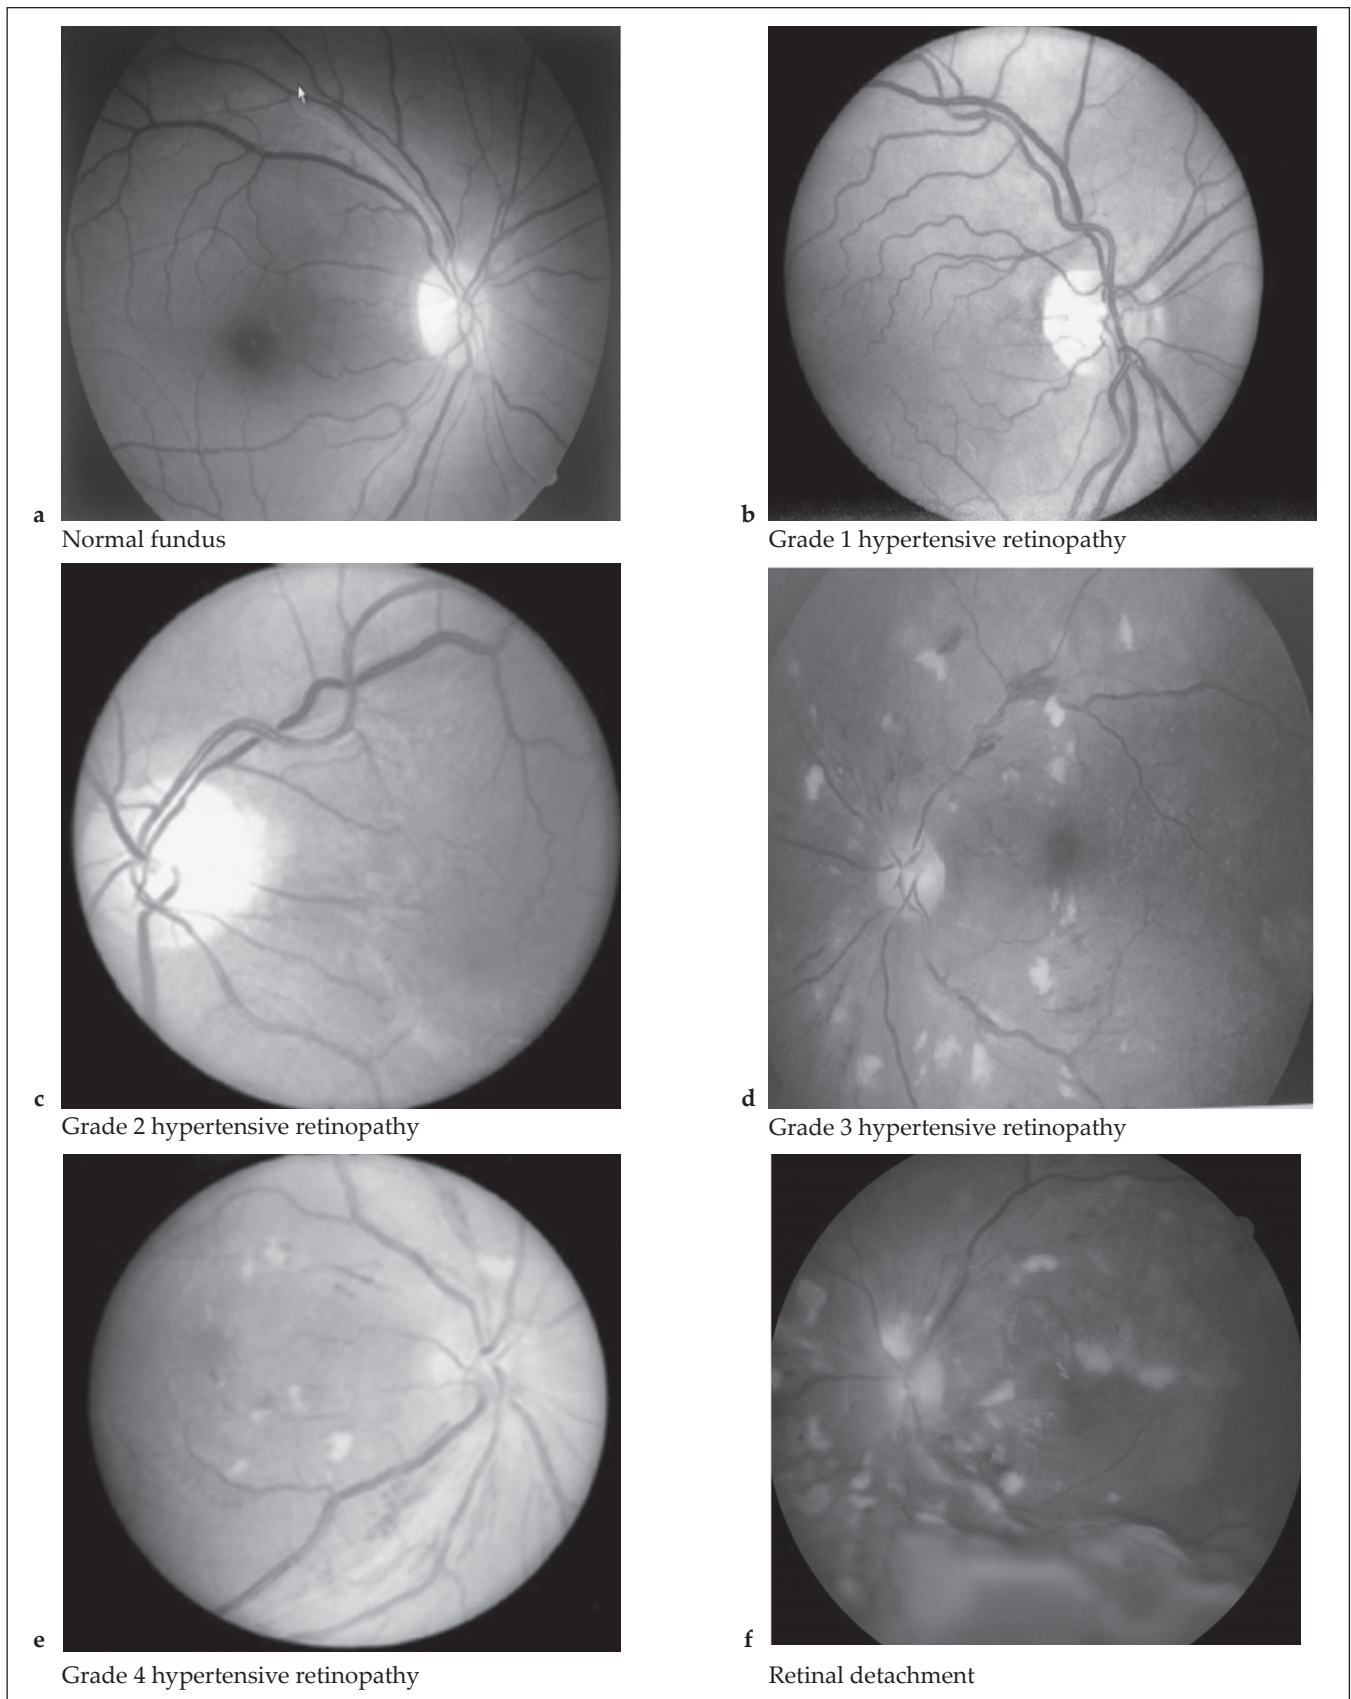 a
Normal fundus
b
Grade 1 hypertensive retinopathy
c
Grade 2 hypertensive retinopathy
d
Grade 3 hypertensive retinopathy
e
Grade 4 hypertensive retinopathy
f
Retinal detachment